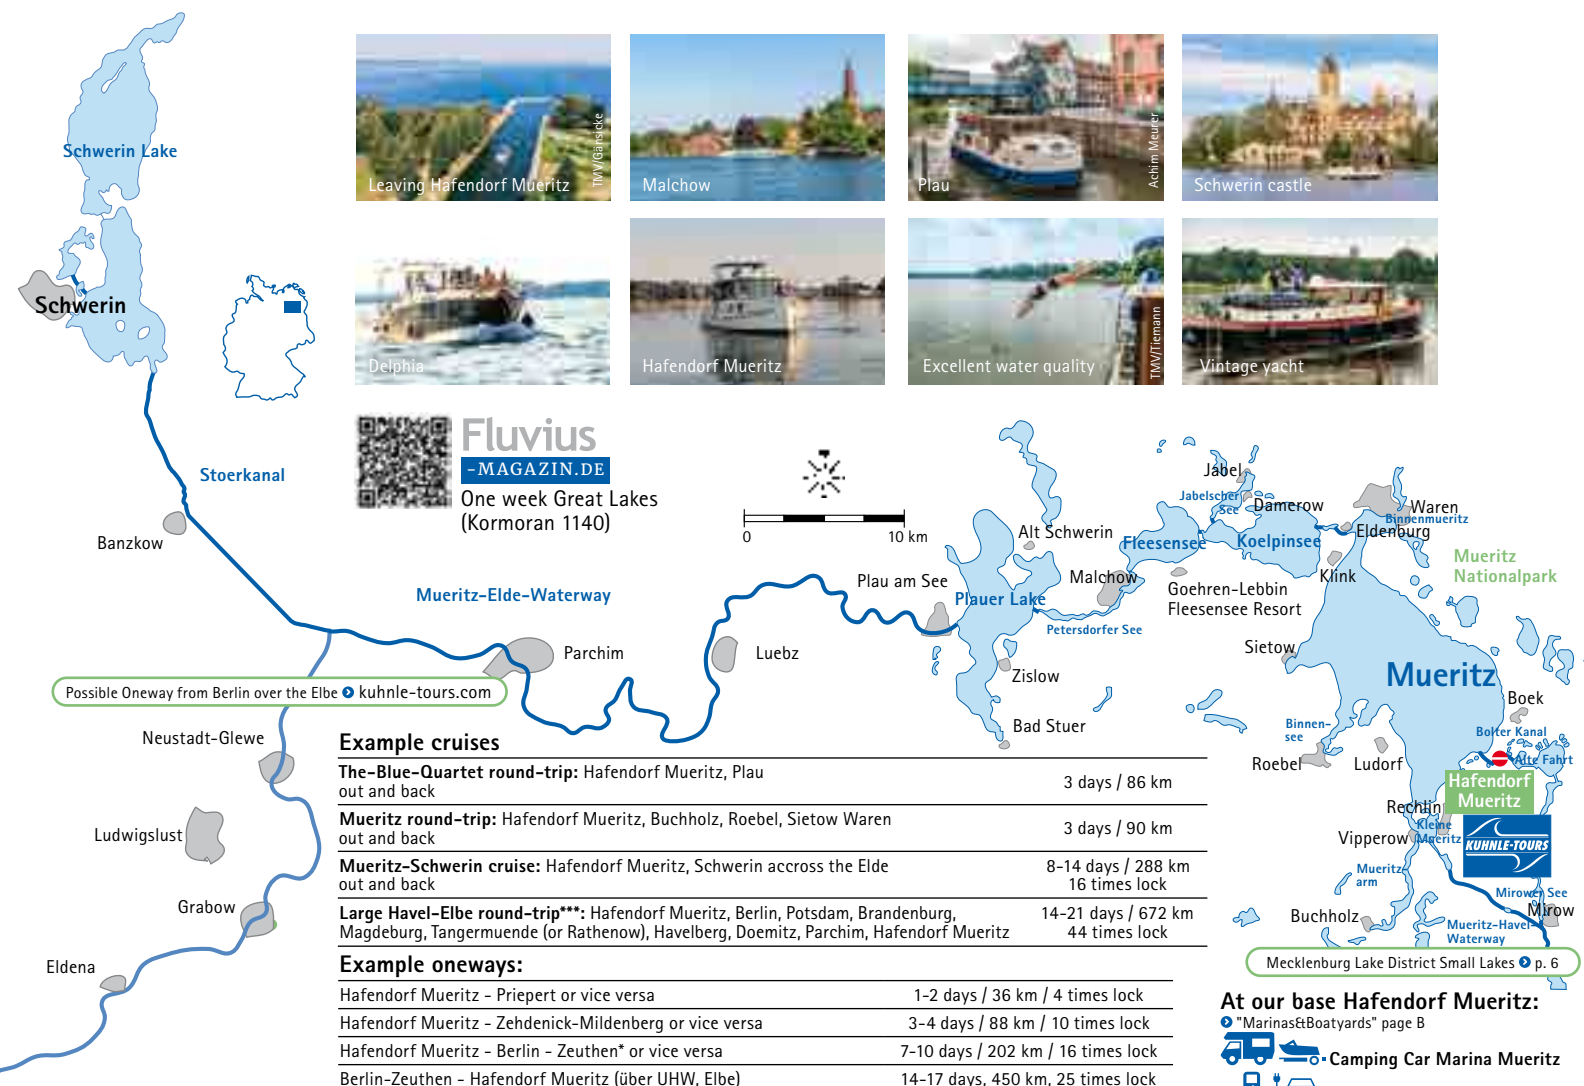 Leaving Hafendorf Mueritz
TMV/Gänsicke
Malchow
Plau
Achim Meurer
Schwerin castle
Delphia
Hafendorf Mueritz
Excellent water quality
TMV/Tiemann
Vintage yacht
Schwerin Lake
Schwerin
Stoerkanal
Banzkow
Fluvius
-MAGAZIN.DE
One week Great Lakes
(Kormoran 1140)
0 10 km
Mueritz-Elde-Waterway
Parchim
Luebz
Plau am See
Plauer Lake
Alt Schwerin
Malchow
Petersdorfer See
Zislow
Bad Stuer
Fleesensee
Goehren-Lebbin
Fleesensee Resort
Jabel
Jabelscher
See
Damerow
Koelpinsee
Waren
Binnenmueritz
Eldenburg
Klink
Mueritz
Nationalpark
Sietow
Mueritz
Boek
Bolter Kanal
Alte Fahrt
Binnen-
see
Roebel
Ludorf
Hafendorf
Mueritz
Rechlin
Kleine
Mueritz
Vipperow
KUHNLE-TOURS
Mueritz-
arm
Mirower See
Mirow
Buchholz
Mueritz-Havel-
Waterway
Mecklenburg Lake District Small Lakes p. 6
Possible Oneway from Berlin over the Elbe kuhnle-tours.com
Neustadt-Glewe
Ludwigslust
Grabow
Eldena
Example cruises
The-Blue-Quartet round-trip: Hafendorf Mueritz, Plau
out and back
3 days / 86 km
Mueritz round-trip: Hafendorf Mueritz, Buchholz, Roebel, Sietow Waren
out and back
3 days / 90 km
Mueritz-Schwerin cruise: Hafendorf Mueritz, Schwerin accross the Elde
out and back
8-14 days / 288 km
16 times lock
Large Havel-Elbe round-trip***: Hafendorf Mueritz, Berlin, Potsdam, Brandenburg,
Magdeburg, Tangermuende (or Rathenow), Havelberg, Doemitz, Parchim, Hafendorf Mueritz
14-21 days / 672 km
44 times lock
Example oneways:
Hafendorf Mueritz - Priepert or vice versa 1-2 days / 36 km / 4 times lock
Hafendorf Mueritz - Zehdenick-Mildenberg or vice versa 3-4 days / 88 km / 10 times lock
Hafendorf Mueritz - Berlin - Zeuthen* or vice versa 7-10 days / 202 km / 16 times lock
Berlin-Zeuthen - Hafendorf Mueritz (über UHW, Elbe) 14-17 days, 450 km, 25 times lock
At our base Hafendorf Mueritz:
"Marinas&Boatyards" page B
Camping Car Marina Mueritz